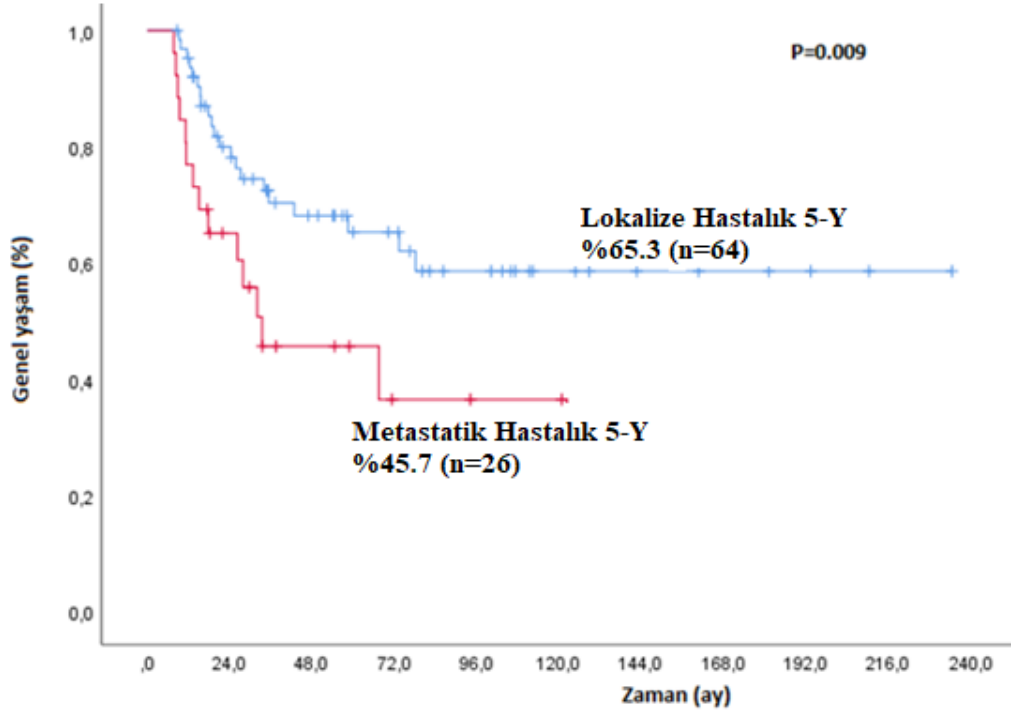 1,0
P=0.009
0,8
Lokalize Hastalık 5-Y
%65.3 (n=64)
0,6
Genel yaşam (%)
0,4
Metastatik Hastalık 5-Y
%45.7 (n=26)
0,2
0,0
,0 24,0 48,0 72,0 96,0 120,0 144,0 168,0 192,0 216,0 240,0
Zaman (ay)